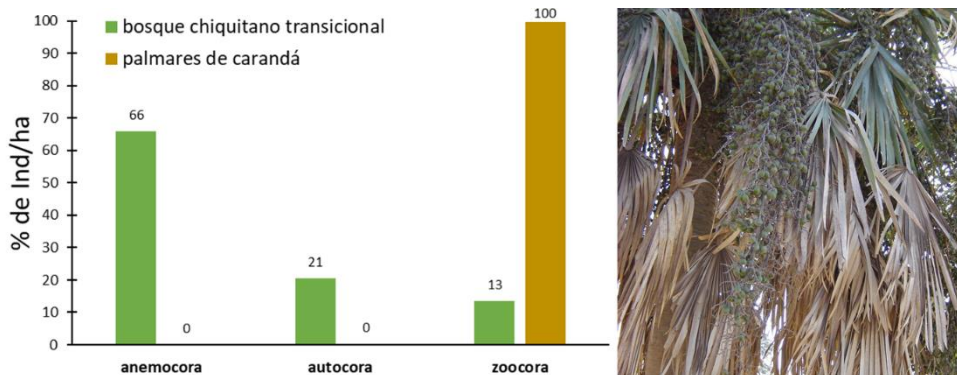 bosque chiquitano transicional
palmares de carandá
% de Ind/ha
100
90
80
70
60
50
40
30
20
10
0
66
0
21
0
13
100
anemocora
autocora
zoocora